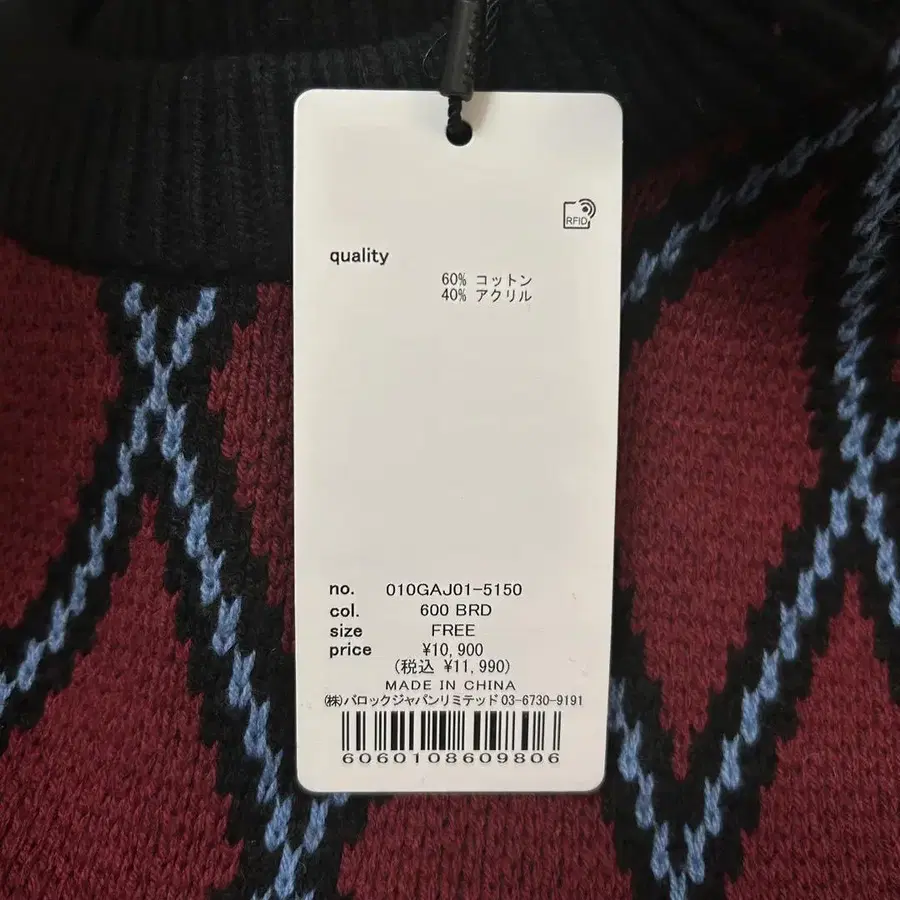 RFID
quality
60% コットン
40% アクリル
no. 010GAJ01-5150
col. 600 BRD
size FREE
price ¥10,900
(税込 ¥11,990)
MADE IN CHINA
㈱バロックジャパンリミテッド 03-6730-9191
6060108609806